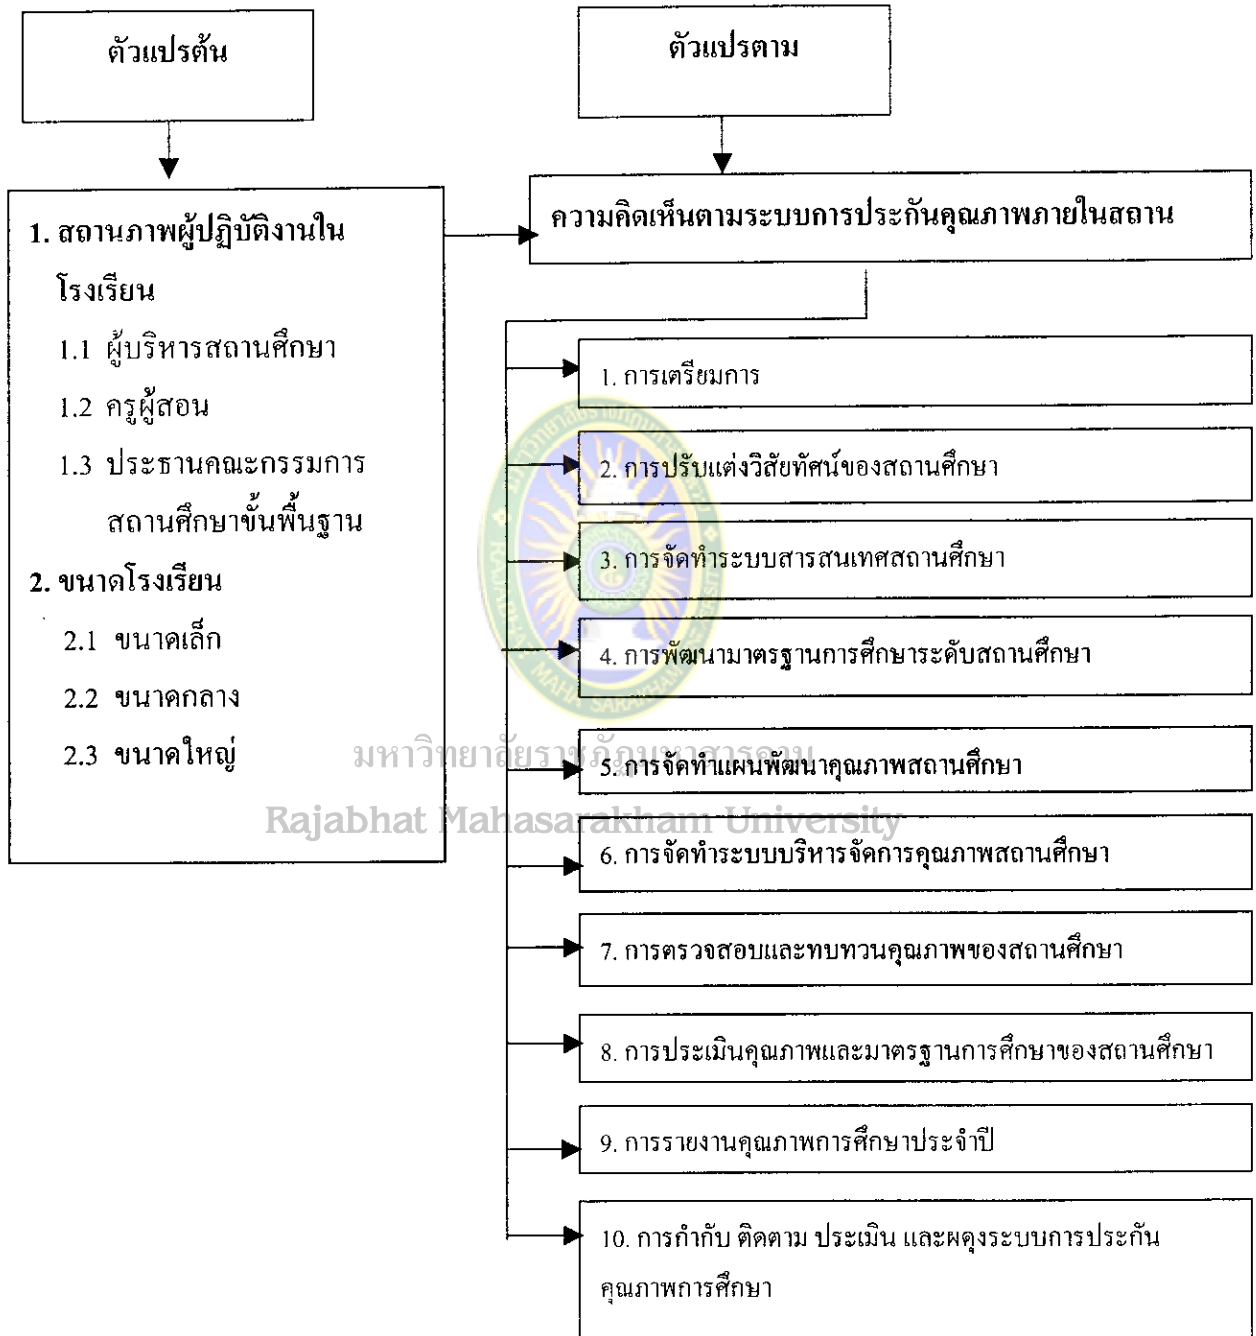 ตัวแปรต้น
ตัวแปรตาม
1. สถานภาพผู้ปฏิบัติงานใน
โรงเรียน
1.1 ผู้บริหารสถานศึกษา
1.2 ครูผู้สอน
1.3 ประธานคณะกรรมการ
สถานศึกษาขั้นพื้นฐาน
2. ขนาดโรงเรียน
2.1 ขนาดเล็ก
2.2 ขนาดกลาง
2.3 ขนาดใหญ่
ความคิดเห็นตามระบบการประกันคุณภาพภายในสถาน
1. การเตรียมการ
2. การปรับแต่งวิสัยทัศน์ของสถานศึกษา
3. การจัดทำระบบสารสนเทศสถานศึกษา
4. การพัฒนามาตรฐานการศึกษาระดับสถานศึกษา
5. การจัดทำแผนพัฒนาคุณภาพสถานศึกษา
6. การจัดทำระบบบริหารจัดการคุณภาพสถานศึกษา
7. การตรวจสอบและทบทวนคุณภาพของสถานศึกษา
8. การประเมินคุณภาพและมาตรฐานการศึกษาของสถานศึกษา
9. การรายงานคุณภาพการศึกษาประจำปี
10. การกำกับ ติดตาม ประเมิน และผดุงระบบการประกัน
คุณภาพการศึกษา
มหาวิทยาลัยราชภัฏมหาสารคาม
Rajabhat Mahasarakham University